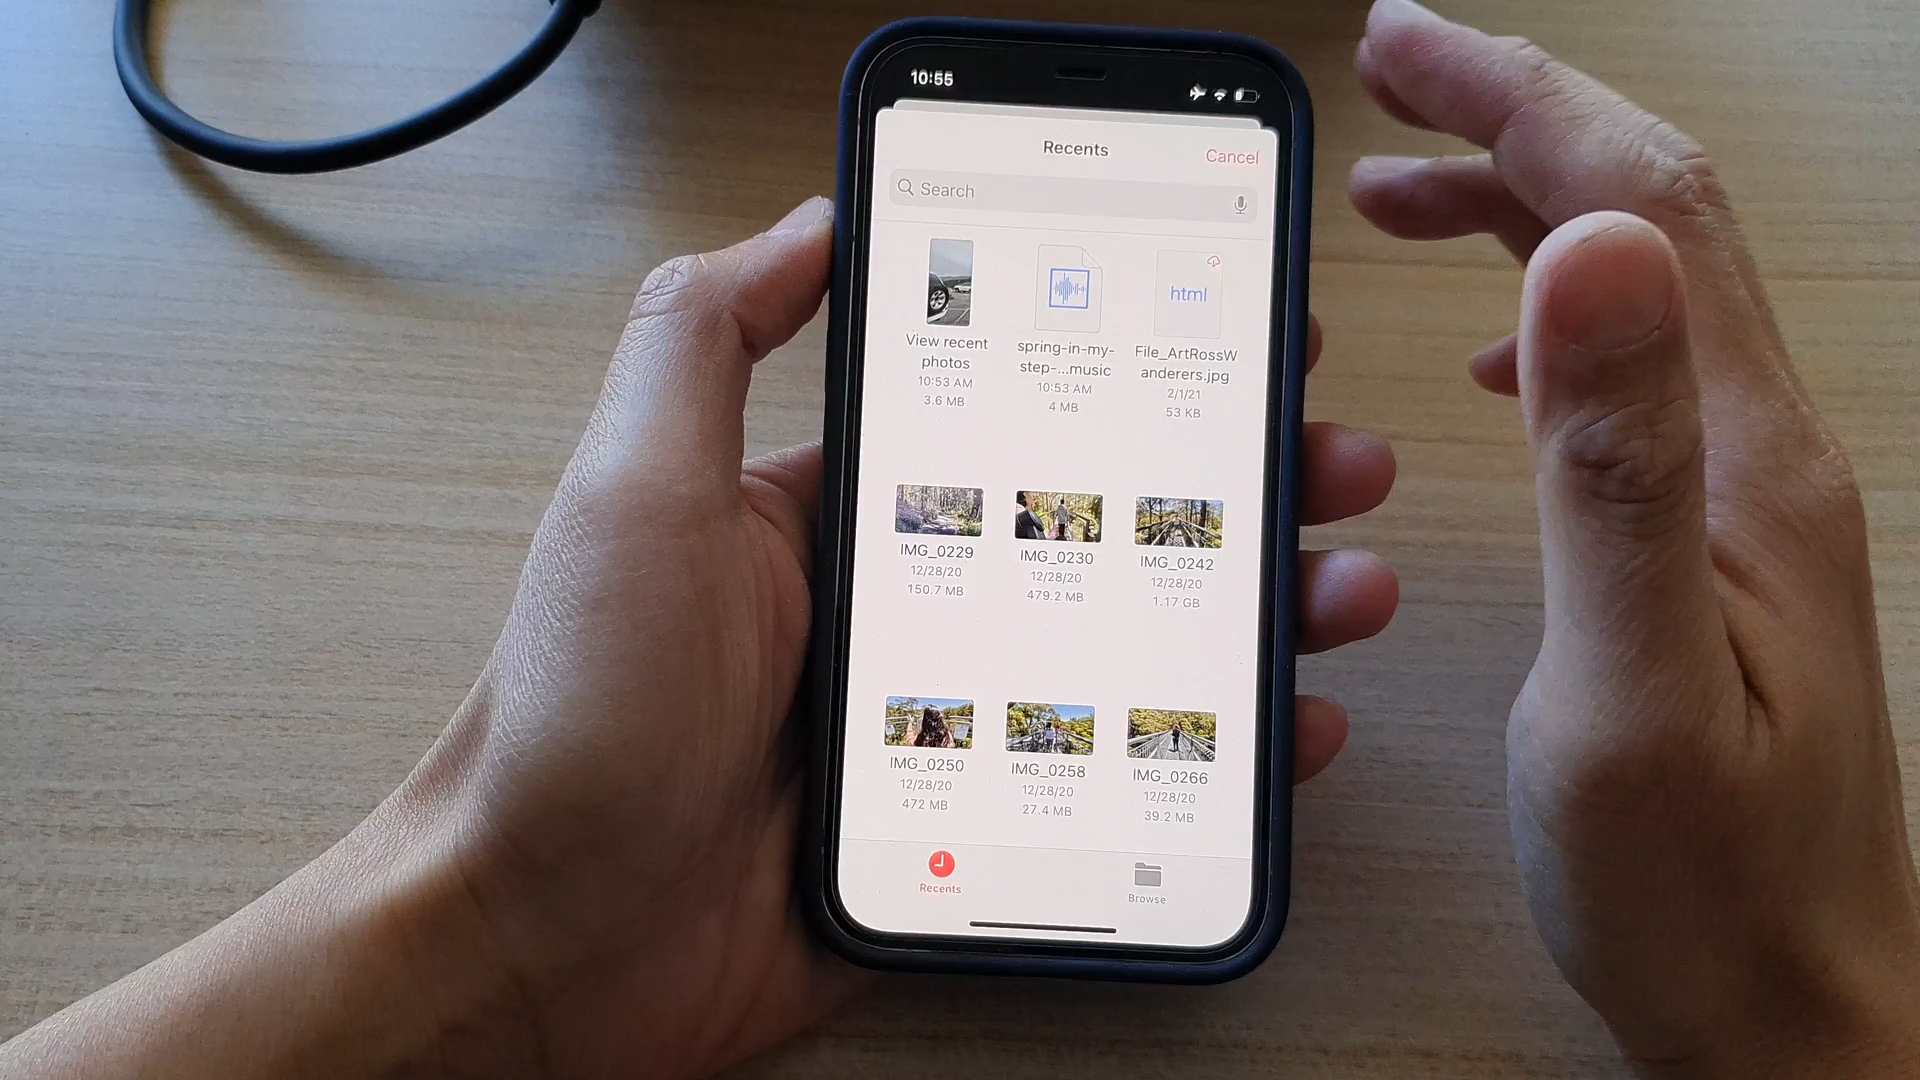 10:55
Recents
Cancel
Search
View recent
photos
10:53 AM
3.6 MB
spring-in-my-
step-...music
10:53 AM
4 MB
html
File_ArtRossW
anderers.jpg
2/1/21
53 KB
IMG_0229
12/28/20
150.7 MB
IMG_0230
12/28/20
479.2 MB
IMG_0242
12/28/20
1.17 GB
IMG_0250
12/28/20
472 MB
IMG_0258
12/28/20
27.4 MB
IMG_0266
12/28/20
39.2 MB
Recents
Browse